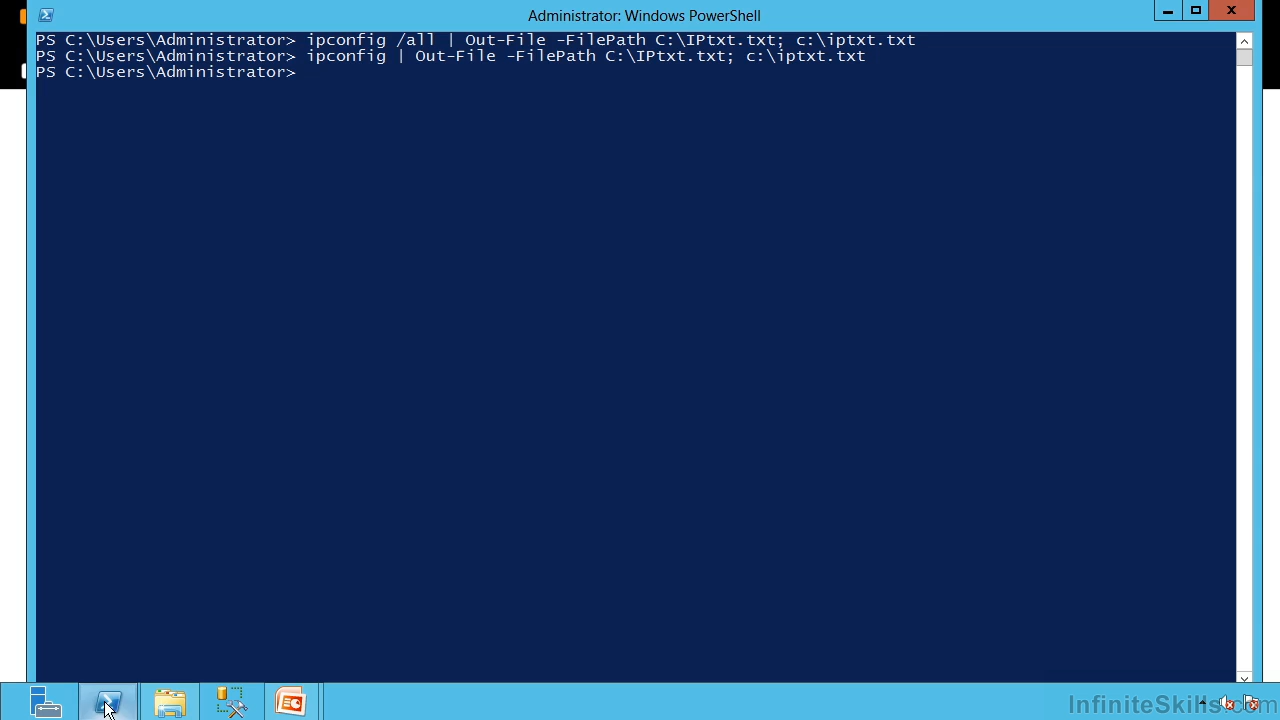 Administrator: Windows PowerShell
PS C:\Users\Administrator> ipconfig /all | Out-File -FilePath C:\IPtxt.txt; c:\iptxt.txt
PS C:\Users\Administrator> ipconfig | Out-File -FilePath C:\IPtxt.txt; c:\iptxt.txt
PS C:\Users\Administrator>
InfiniteSkills.com